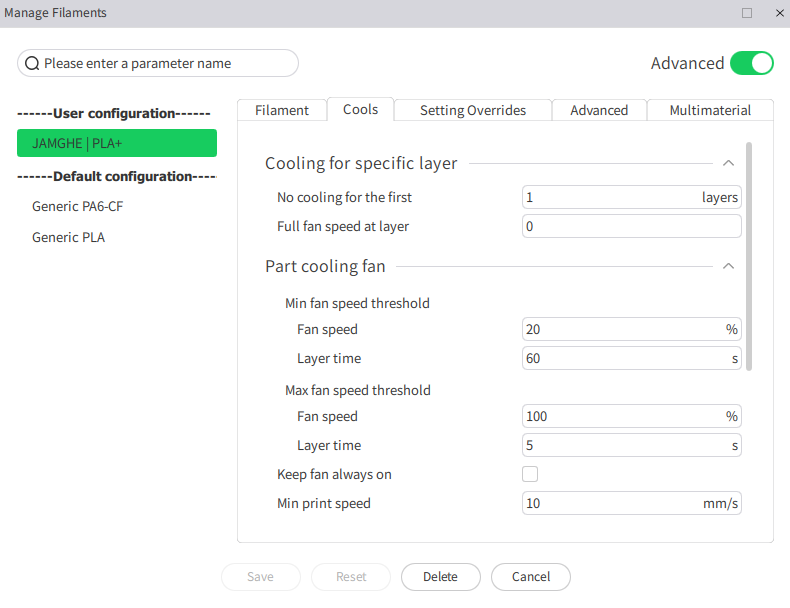 Manage Filaments
Please enter a parameter name
Advanced
------User configuration------
JAMGHE | PLA+
------Default configuration----
Generic PA6-CF
Generic PLA
Filament Cools Setting Overrides Advanced Multimaterial
Cooling for specific layer
No cooling for the first 1 layers
Full fan speed at layer 0
Part cooling fan
Min fan speed threshold
Fan speed 20 %
Layer time 60 s
Max fan speed threshold
Fan speed 100 %
Layer time 5 s
Keep fan always on
Min print speed 10 mm/s
Save Reset Delete Cancel